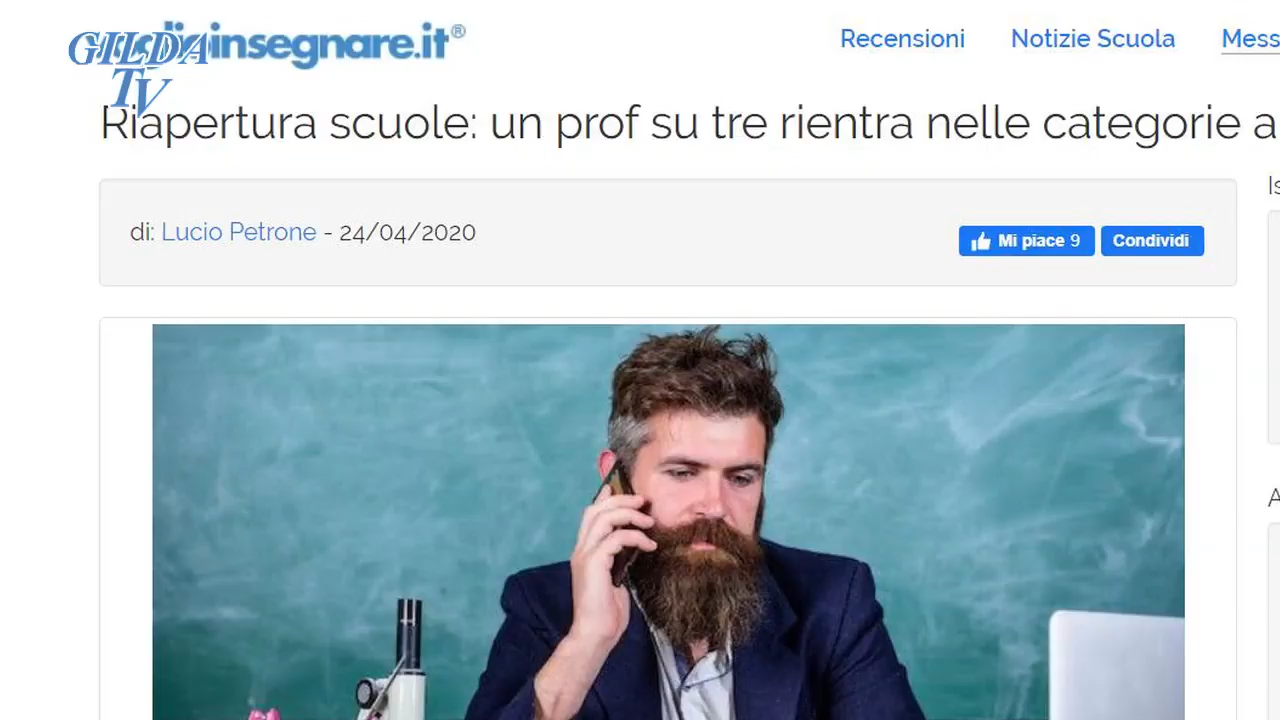 GILDA
TV
insegnare.it®
Recensioni
Notizie Scuola
Mess
Riapertura scuole: un prof su tre rientra nelle categorie a
di: Lucio Petrone - 24/04/2020
Mi piace 9
Condividi
Is
A